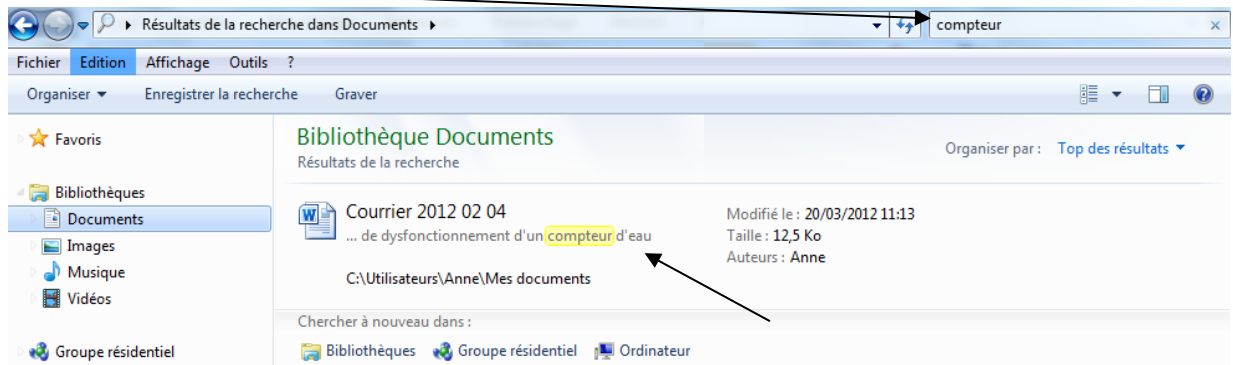 Résultats de la recherche dans Documents
compteur
Fichier Edition Affichage Outils ?
Organiser Enregistrer la recherche Graver
Favoris
Bibliothèques
Documents
Images
Musique
Vidéos
Groupe résidentiel
Bibliothèque Documents
Résultats de la recherche
Organiser par : Top des résultats
Courrier 2012 02 04
... de dysfonctionnement d'un compteur d'eau
C:\Utilisateurs\Anne\Mes documents
Modifié le : 20/03/2012 11:13
Taille : 12,5 Ko
Auteurs : Anne
Chercher à nouveau dans :
Bibliothèques Groupe résidentiel Ordinateur